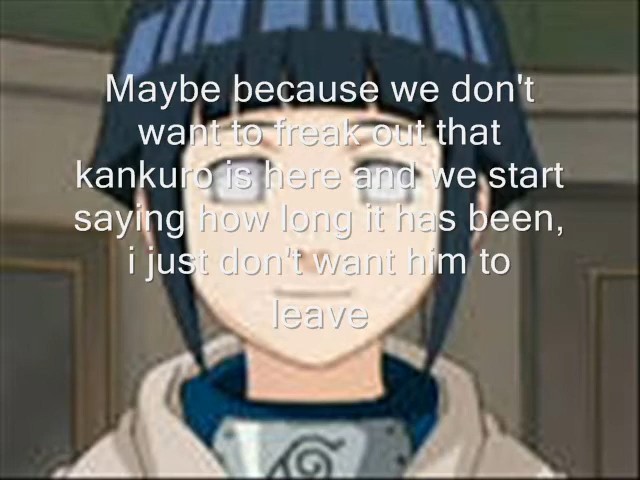 Maybe because we don't
want to freak out that
kankuro is here and we start
saying how long it has been,
i just don't want him to
leave